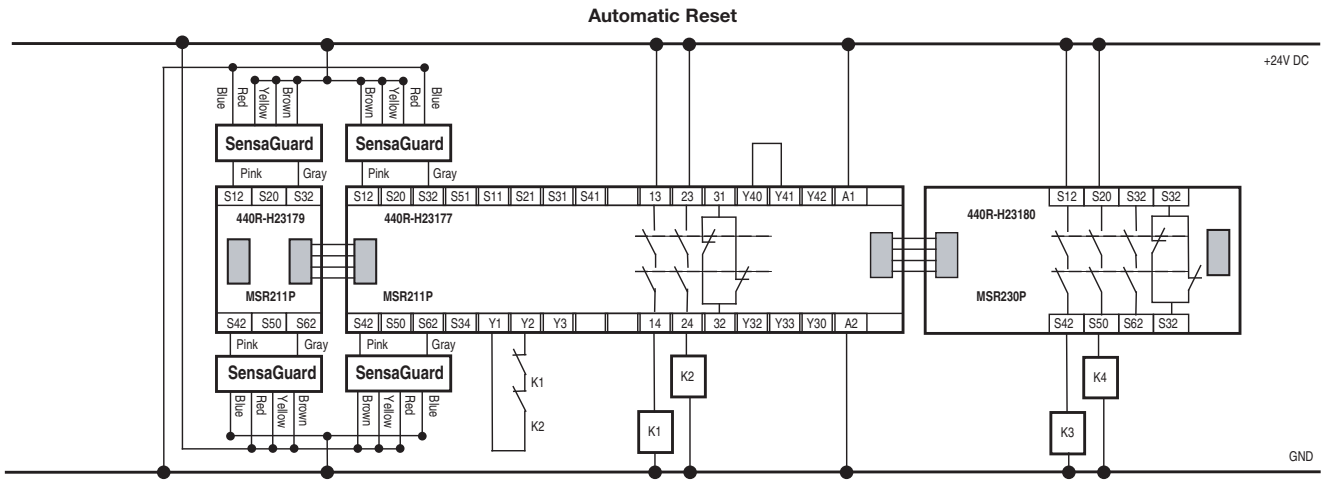 Automatic Reset
+24V DC
Blue Red Yellow Brown Brown Yellow Red Blue
SensaGuard SensaGuard
Pink Gray Pink Gray
S12 S20 S32 S12 S20 S32 S51 S11 S21 S31 S41 13 23 31 Y40 Y41 Y42 A1 S12 S20 S32 S32
440R-H23179 440R-H23177 440R-H23180
MSR211P MSR211P MSR230P
S42 S50 S62 S42 S50 S62 S34 Y1 Y2 Y3 14 24 32 Y32 Y33 Y30 A2 S42 S50 S62 S32
Pink Gray Pink Gray
SensaGuard SensaGuard K1 K2 K4
Blue Red Yellow Brown Brown Yellow Red Blue
K2 K1 K3
GND